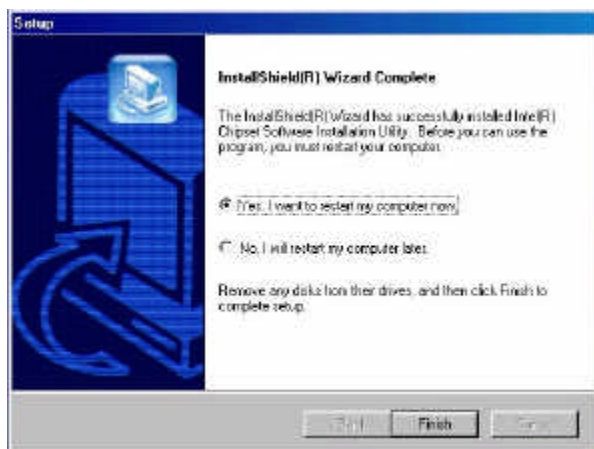 Setup
InstallShield(R) Wizard Complete
The InstallShield(R) Wizard has successfully installed Intel(R)
Chipset Software Installation Utility. Before you can use the
program, you must restart your computer.
Yes, I want to restart my computer now.
No, I will restart my computer later.
Remove any disks from their drives, and then click Finish to
complete setup.
Finish